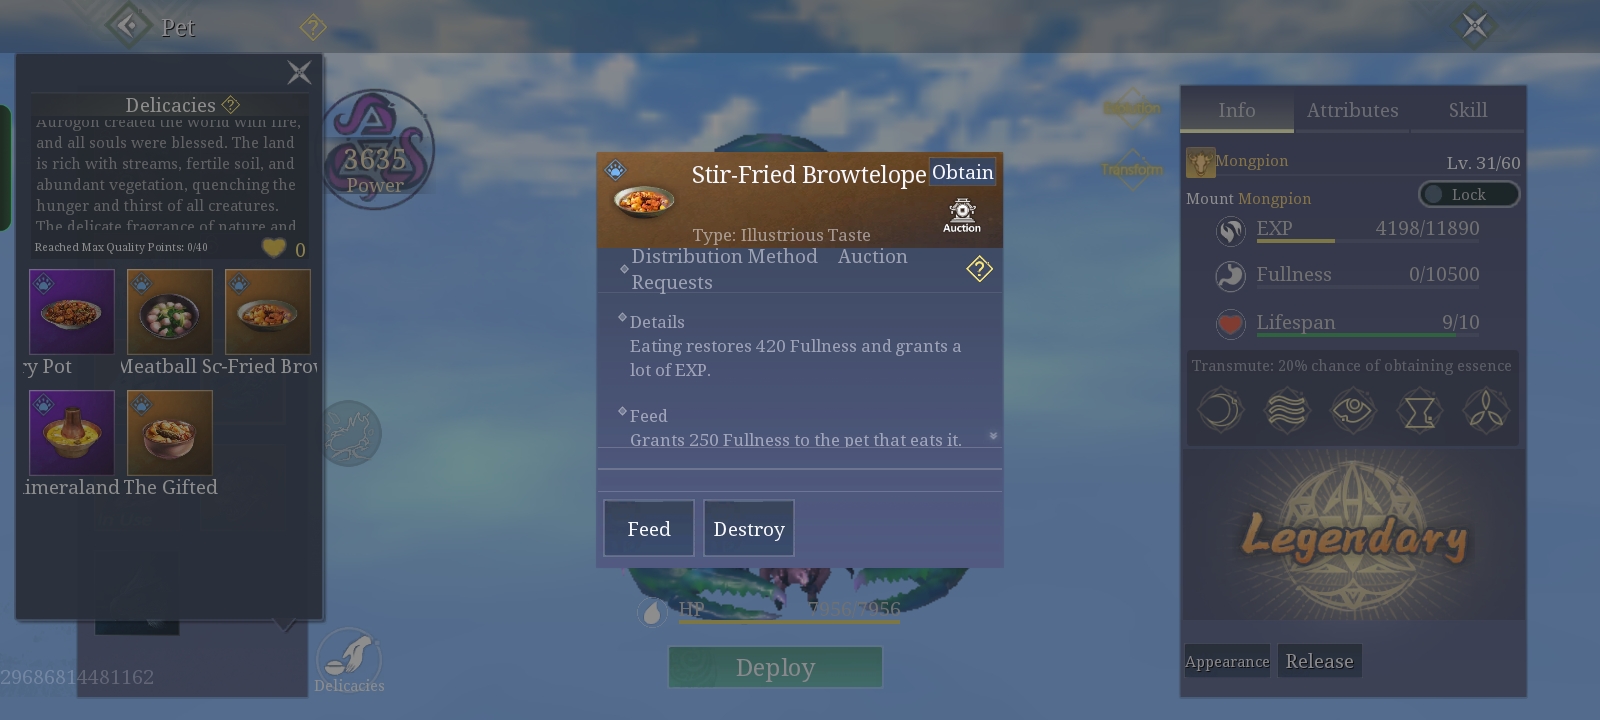 Pet
Delicacies
Aurogon created the world with fire,
and all souls were blessed. The land
is rich with streams, fertile soil, and
abundant vegetation, quenching the
hunger and thirst of all creatures.
The delicate fragrance of nature and
Reached Max Quality Points: 0/40
0
ry Pot
Meatball Sc
-Fried Brow
imeraland
The Gifted
29686814481162
3635
Power
Delicacies
Stir-Fried Browtelope
Obtain
Auction
Type: Illustrious Taste
Distribution Method Auction
Requests
Details
Eating restores 420 Fullness and grants a
lot of EXP.
Feed
Grants 250 Fullness to the pet that eats it.
Feed
Destroy
HP 7956/7956
Deploy
Transform
Info
Attributes
Skill
Mongpion
Lv. 31/60
Mount Mongpion
Lock
EXP 4198/11890
Fullness 0/10500
Lifespan 9/10
Transmute: 20% chance of obtaining essence
Legendary
Appearance
Release